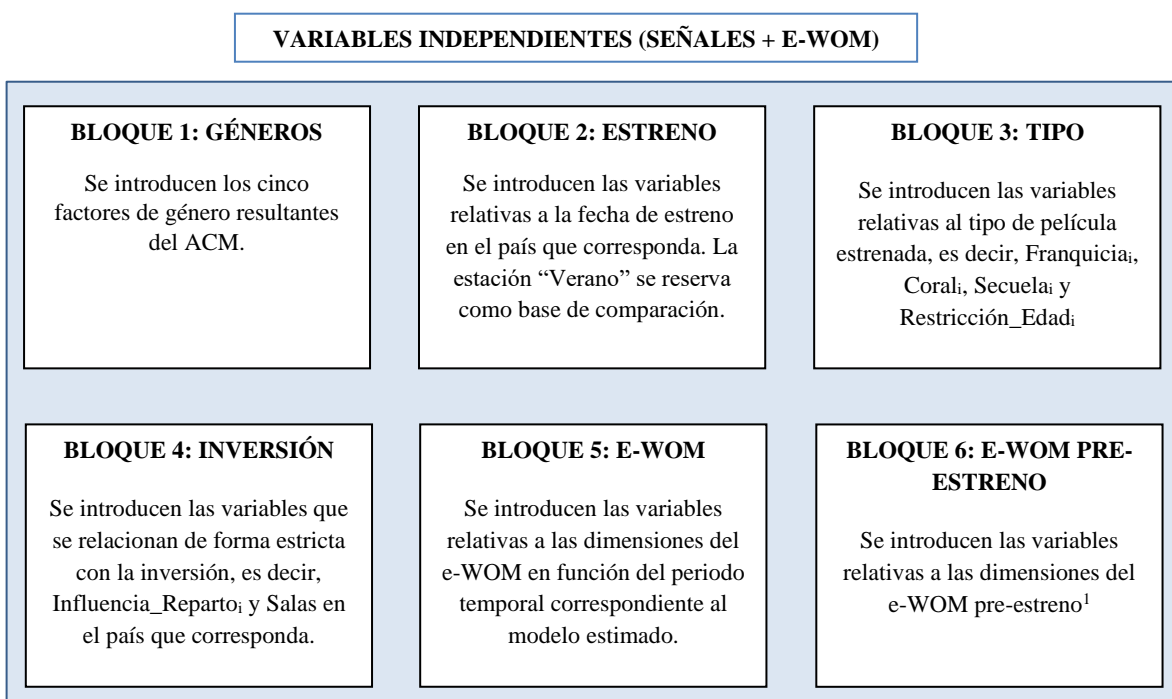 VARIABLES INDEPENDIENTES (SEÑALES + E-WOM)
BLOQUE 1: GÉNEROS
Se introducen los cinco
factores de género resultantes
del ACM.
BLOQUE 2: ESTRENO
Se introducen las variables
relativas a la fecha de estreno
en el país que corresponda. La
estación “Verano” se reserva
como base de comparación.
BLOQUE 3: TIPO
Se introducen las variables
relativas al tipo de película
estrenada, es decir, Franquiciaᵢ,
Coralᵢ, Secuelaᵢ y
Restricción_Edadᵢ
BLOQUE 4: INVERSIÓN
Se introducen las variables que
se relacionan de forma estricta
con la inversión, es decir,
Influencia_Repartoᵢ y Salas en
el país que corresponda.
BLOQUE 5: E-WOM
Se introducen las variables
relativas a las dimensiones del
e-WOM en función del periodo
temporal correspondiente al
modelo estimado.
BLOQUE 6: E-WOM PRE-
ESTRENO
Se introducen las variables
relativas a las dimensiones del
e-WOM pre-estreno¹